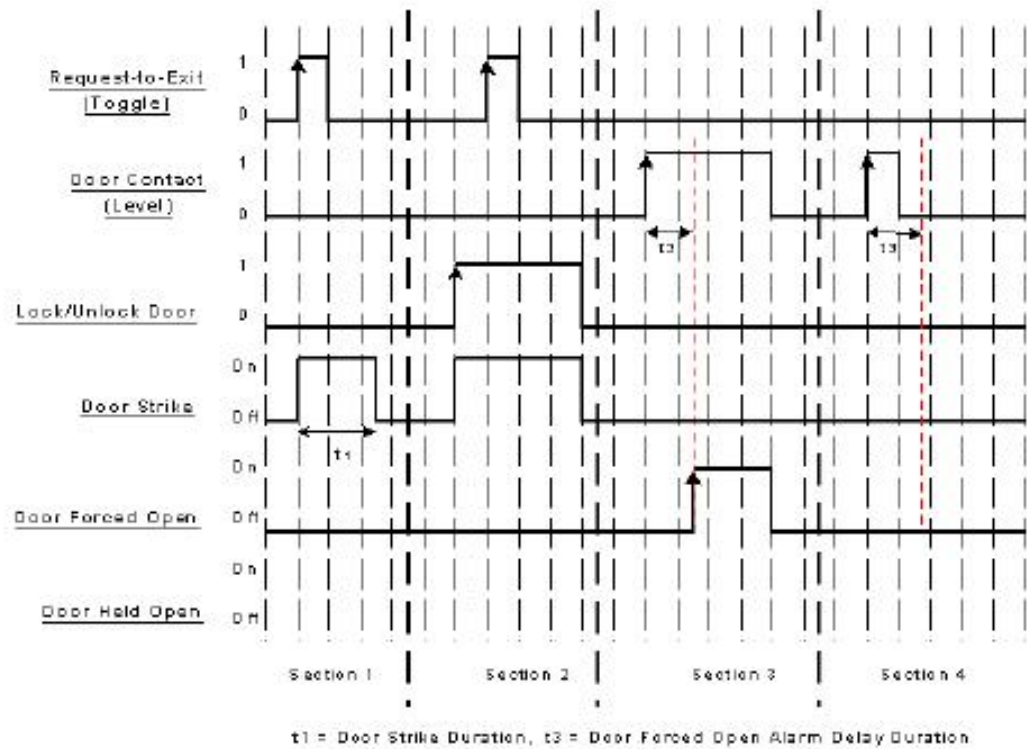 Request-to-Exit
(Toggle)
1
0
Door Contact
(Level)
1
0
t3
t3
Lock/Unlock Door
1
0
Door Strike
On
Off
t1
Door Forced Open
On
Off
Door Held Open
On
Off
Section 1
Section 2
Section 3
Section 4
t1 = Door Strike Duration, t3 = Door Forced Open Alarm Delay Duration